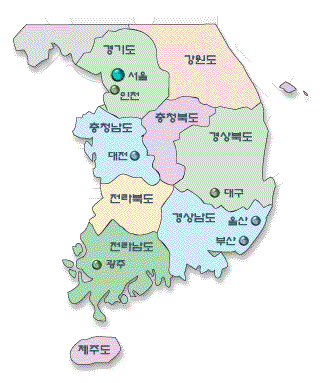 경기도
강원도
서울
인천
충청남도
충청북도
대전
경상북도
전라북도
대구
경상남도
울산
부산
전라남도
광주
제주도